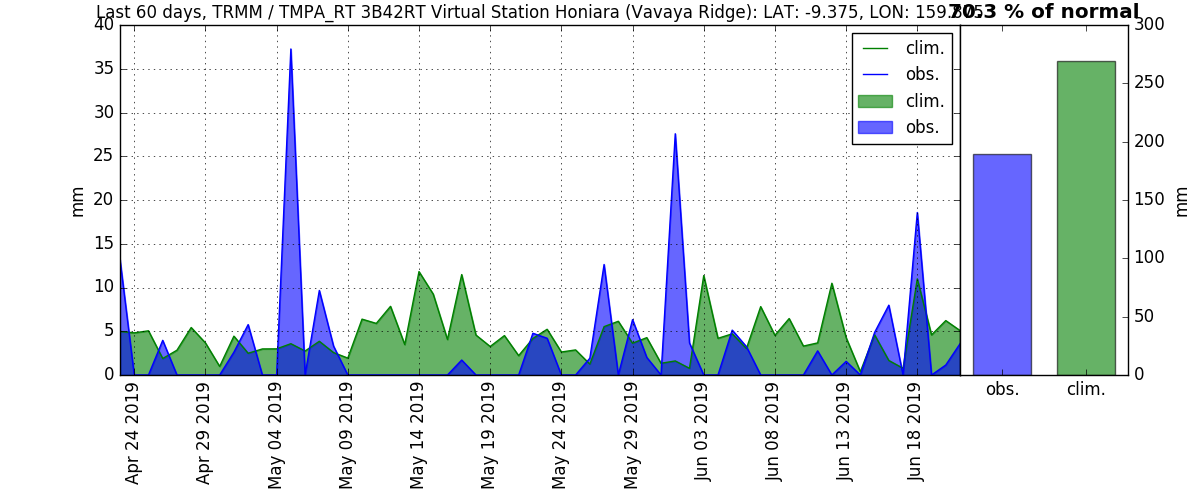 Last 60 days, TRMM / TMPA_RT 3B42RT Virtual Station Honiara (Vavaya Ridge): LAT: -9.375, LON:
70.3 % of normal
40
35
30
25
20
15
10
5
0
mm
clim.
obs.
clim.
obs.
300
250
200
150
100
50
0
mm
obs.
clim.
Apr 24 2019
Apr 29 2019
May 04 2019
May 09 2019
May 14 2019
May 19 2019
May 24 2019
May 29 2019
Jun 03 2019
Jun 08 2019
Jun 13 2019
Jun 18 2019